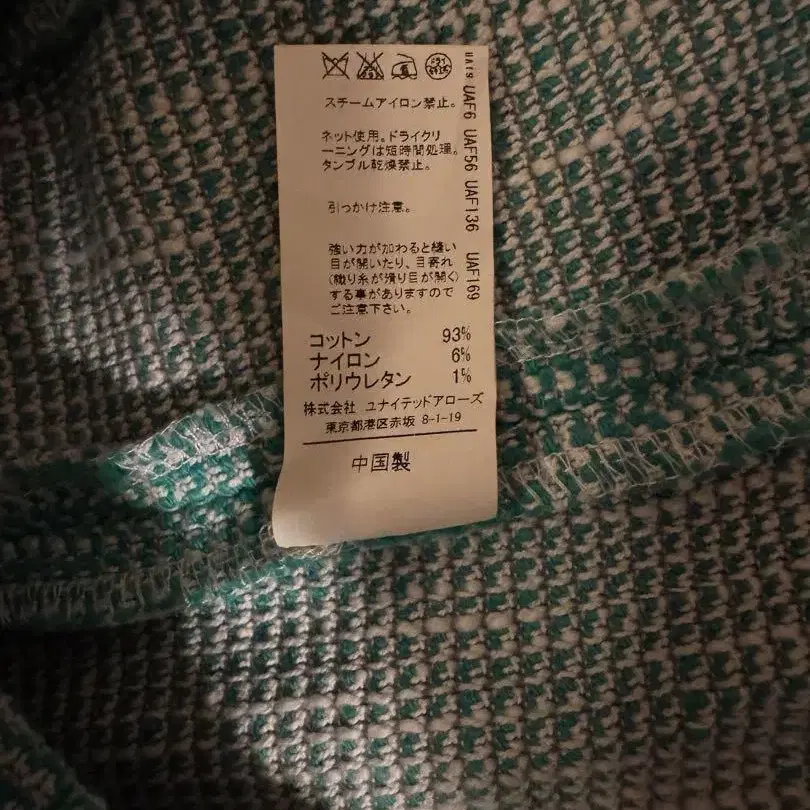 スチームアイロン禁止。
ネット使用。ドライクリ
ーニングは短時間処理。
タンブル乾燥禁止。
引っかけ注意。
強い力が加わると縫い
目が開いたり、目寄れ
(織り糸が滑り目が開く)
する事がありますので
ご注意下さい。
コットン 93%
ナイロン 6%
ポリウレタン 1%
株式会社 ユナイテッドアローズ
東京都港区赤坂 8-1-19
中国製
UAF6 UAF56 UAF136 UAF169